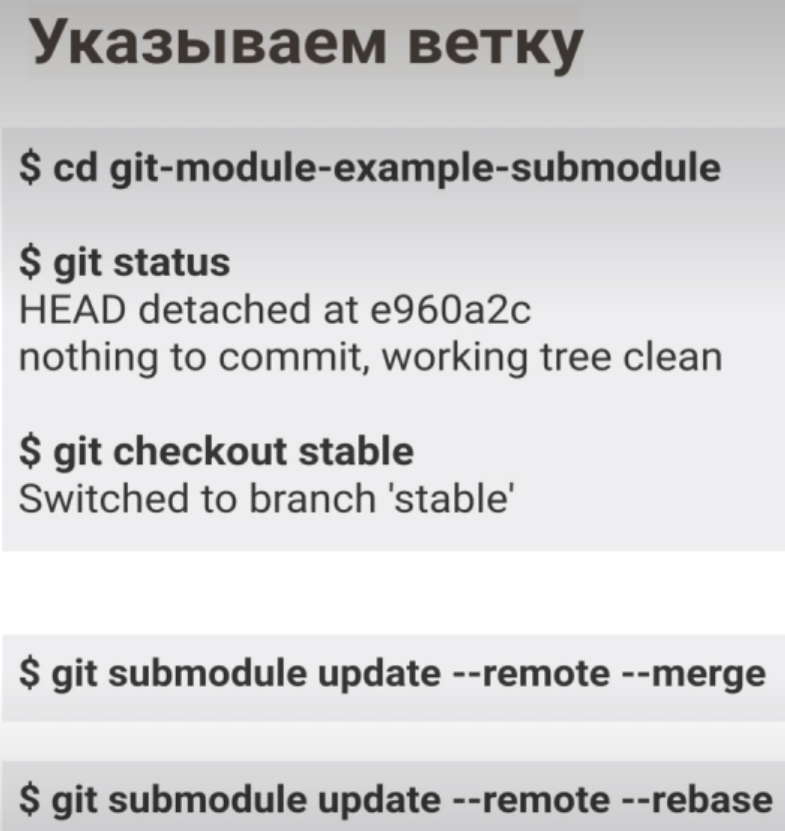 Указываем ветку
$ cd git-module-example-submodule
$ git status
HEAD detached at e960a2c
nothing to commit, working tree clean
$ git checkout stable
Switched to branch 'stable'
$ git submodule update --remote --merge
$ git submodule update --remote --rebase